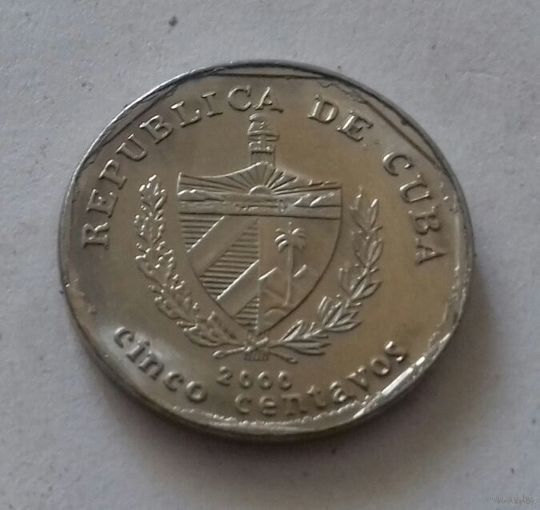 REPUBLICA DE CUBA
2000
cinco centavos